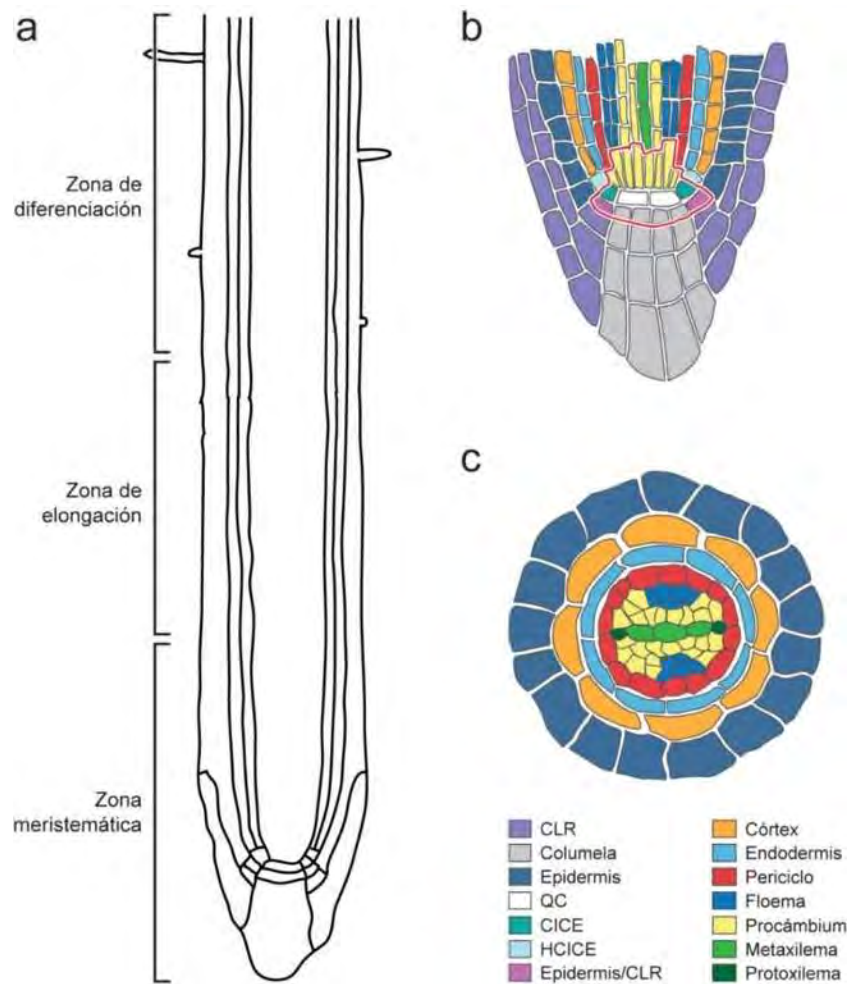 a
Zona de
diferenciación
Zona de
elongación
Zona
meristemática
b
c
CLR
Columela
Epidermis
QC
CICE
HCICE
Epidermis/CLR
Córtex
Endodermis
Periciclo
Floema
Procámbium
Metaxilema
Protoxilema